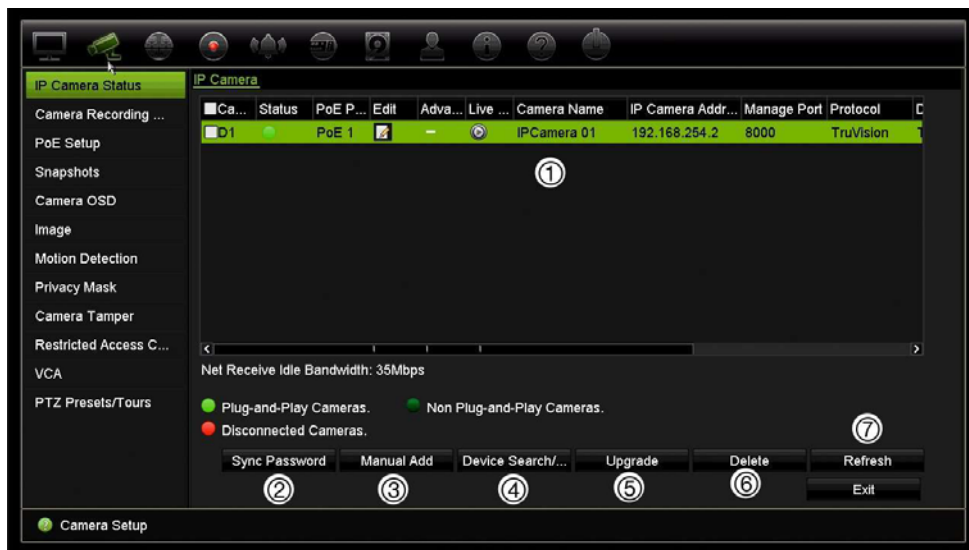 IP Camera Status
Camera Recording ...
PoE Setup
Snapshots
Camera OSD
Image
Motion Detection
Privacy Mask
Camera Tamper
Restricted Access C...
VCA
PTZ Presets/Tours
IP Camera
Ca... Status PoE P... Edit Adva... Live ... Camera Name IP Camera Addr... Manage Port Protocol D
D1 PoE 1 – IPCamera 01 192.168.254.2 8000 TruVision T
①
Net Receive Idle Bandwidth: 35Mbps
Plug-and-Play Cameras. Non Plug-and-Play Cameras.
Disconnected Cameras.
⑦
Sync Password Manual Add Device Search/... Upgrade Delete Refresh
② ③ ④ ⑤ ⑥
Exit
Camera Setup